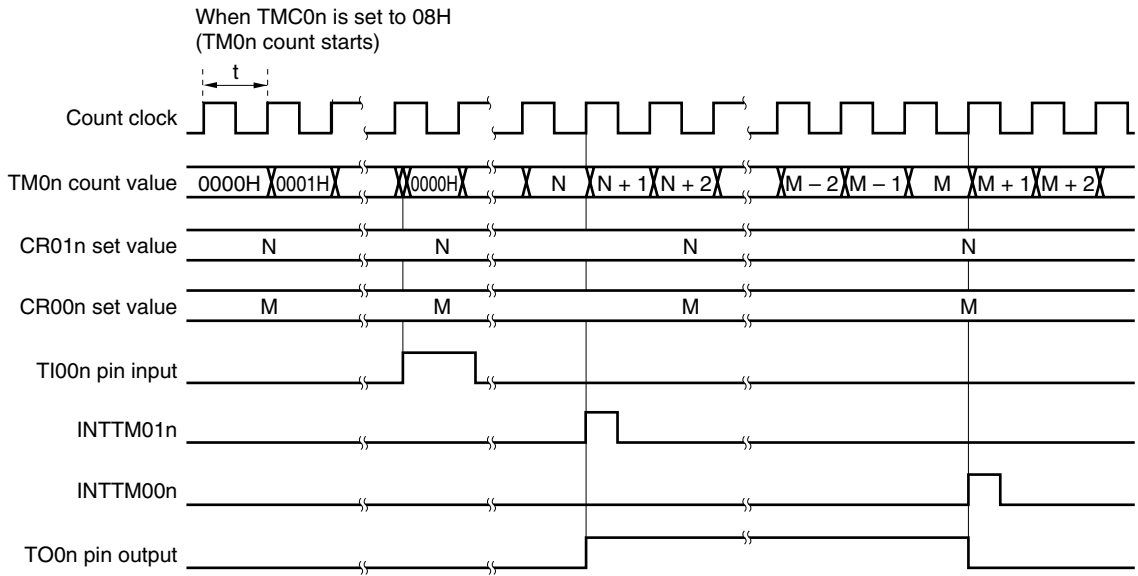 When TMC0n is set to 08H
(TM0n count starts)
t
Count clock
TM0n count value 0000H 0001H 0000H N N + 1 N + 2 M – 2 M – 1 M M + 1 M + 2
CR01n set value N N N N
CR00n set value M M M M
TI00n pin input
INTTM01n
INTTM00n
TO0n pin output